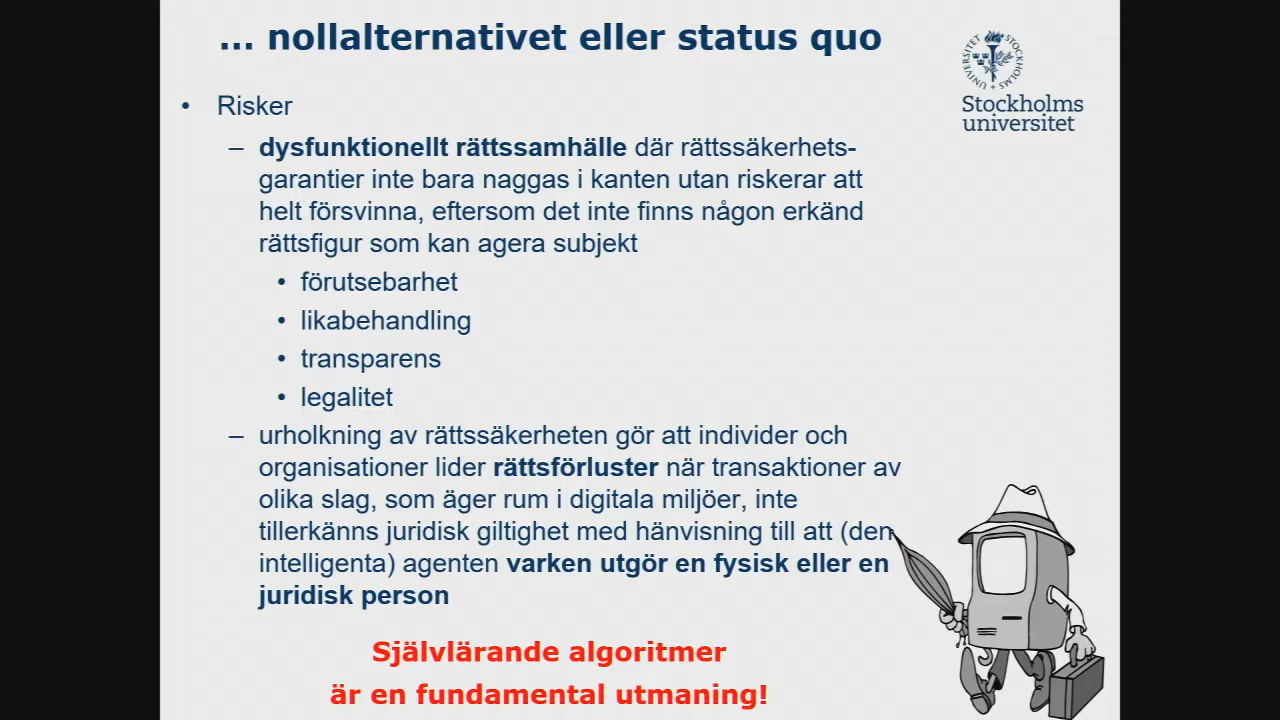 ... nollalternativet eller status quo
UNIVERSITET STOCKHOLMS
Stockholms
universitet
• Risker
– dysfunktionellt rättssamhälle där rättssäkerhets-
garantier inte bara naggas i kanten utan riskerar att
helt försvinna, eftersom det inte finns någon erkänd
rättsfigur som kan agera subjekt
• förutsebarhet
• likabehandling
• transparens
• legalitet
– urholkning av rättssäkerheten gör att individer och
organisationer lider rättsförluster när transaktioner av
olika slag, som äger rum i digitala miljöer, inte
tillerkänns juridisk giltighet med hänvisning till att (den
intelligenta) agenten varken utgör en fysisk eller en
juridisk person
Självlärande algoritmer
är en fundamental utmaning!